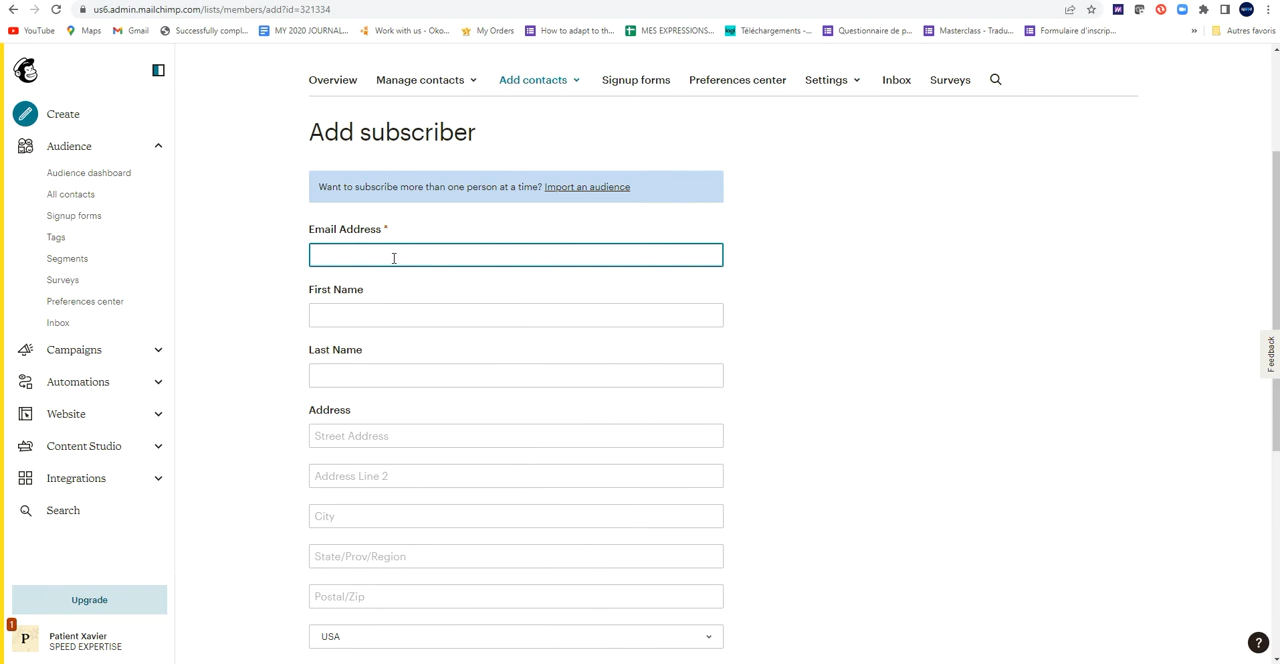 us6.admin.mailchimp.com/lists/members/add?id=321334
YouTube Maps Gmail Successfully compl... MY 2020 JOURNAL... Work with us - Oko... My Orders How to adapt to th... MES EXPRESSIONS... Téléchargements -... Questionnaire de p... Masterclass - Tradu... Formulaire d'inscrip... » Autres favoris
Overview Manage contacts Add contacts Signup forms Preferences center Settings Inbox Surveys
Create
Audience
Audience dashboard
All contacts
Signup forms
Tags
Segments
Surveys
Preferences center
Inbox
Campaigns
Automations
Website
Content Studio
Integrations
Search
Upgrade
1
P
Patient Xavier
SPEED EXPERTISE
Add subscriber
Want to subscribe more than one person at a time? Import an audience
Email Address *
First Name
Last Name
Address
Street Address
Address Line 2
City
State/Prov/Region
Postal/Zip
USA
Feedback
?